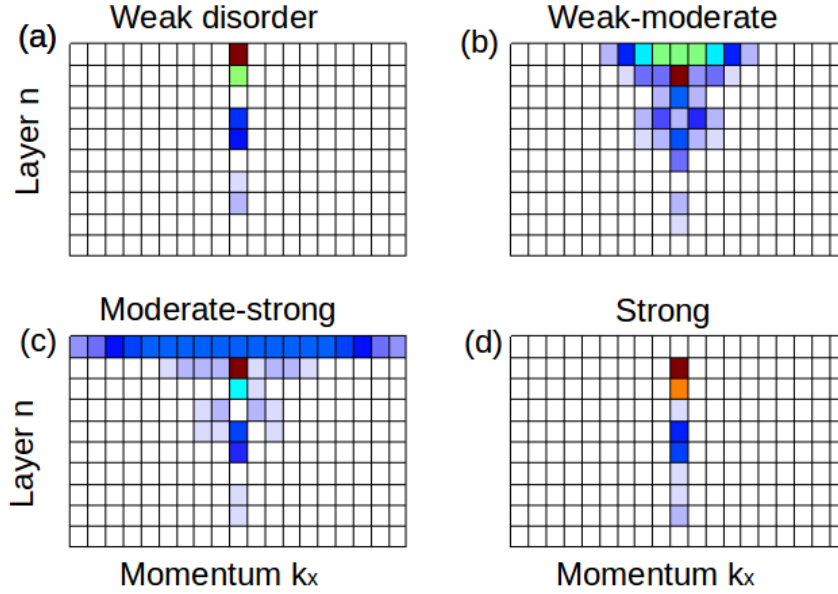 Weak disorder
Weak-moderate
(a)
(b)
Layer n
Moderate-strong
Strong
(c)
(d)
Layer n
Momentum kx
Momentum kx